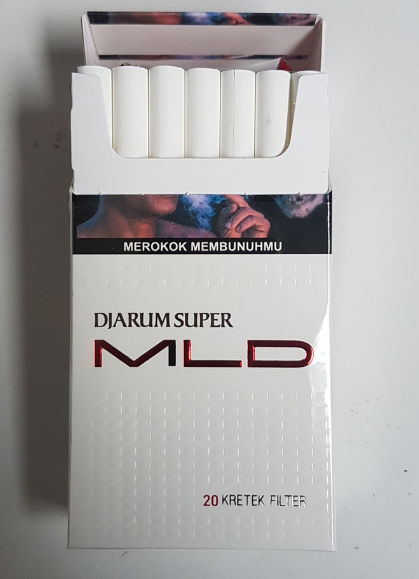 MEROKOK MEMBUNUHMU
DJARUM SUPER
MLD
20 KRETEK FILTER